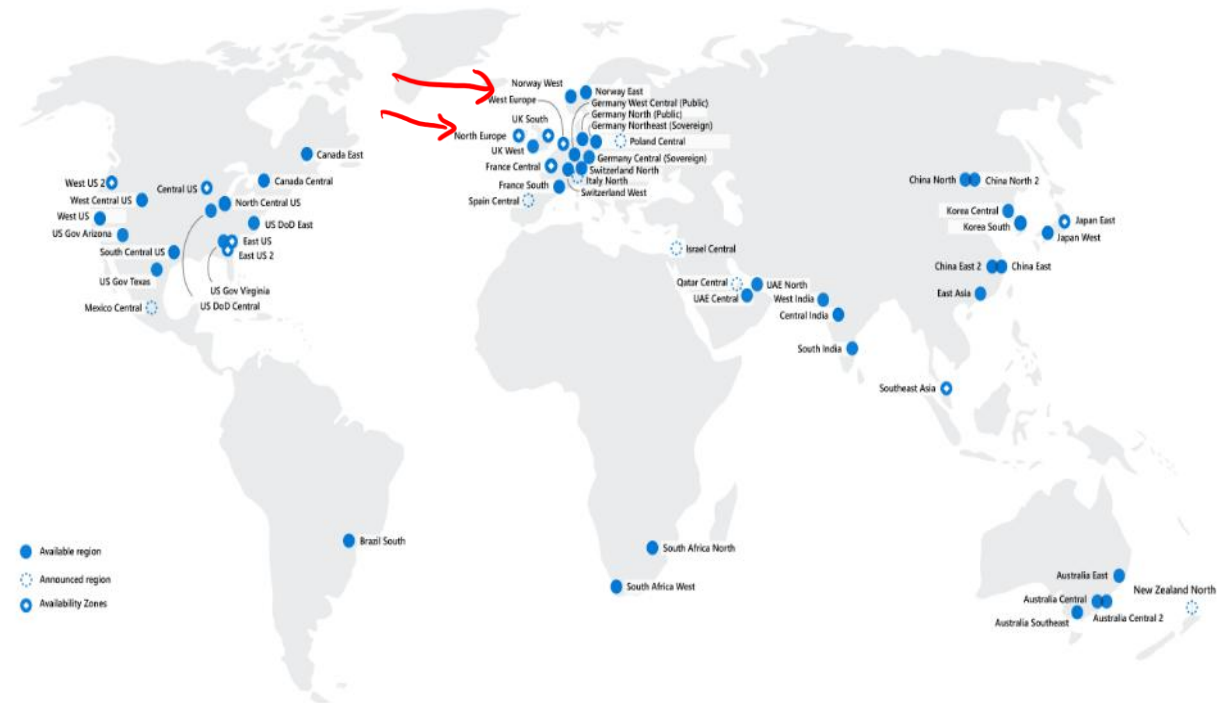 Norway West
Norway East
West Europe
Germany West Central (Public)
Germany North (Public)
UK South
Germany Northeast (Sovereign)
North Europe
Poland Central
UK West
Canada East
Germany Central (Sovereign)
France Central
Switzerland North
West US 2
Canada Central
Italy North
China North
China North 2
Central US
France South
Switzerland West
West Central US
North Central US
Spain Central
Korea Central
West US
US DoD East
Korea South
Japan East
US Gov Arizona
East US
Japan West
South Central US
East US 2
Israel Central
China East 2
China East
US Gov Texas
US Gov Virginia
Qatar Central
UAE North
Mexico Central
US DoD Central
UAE Central
West India
East Asia
Central India
South India
Southeast Asia
Brazil South
South Africa North
Available region
Announced region
South Africa West
Australia East
New Zealand North
Availability Zones
Australia Central
Australia Southeast
Australia Central 2